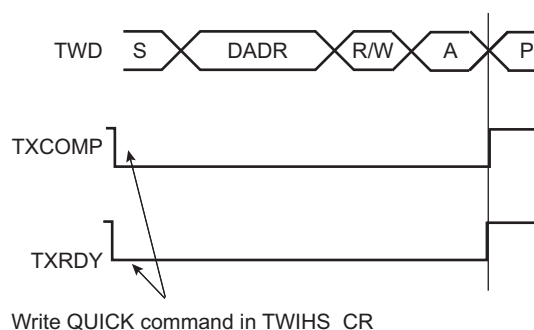 TWD S DADR R/W A P
TXCOMP
TXRDY
Write QUICK command in TWIHS_CR